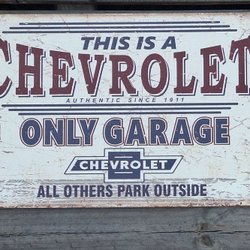 THIS IS A
CHEVROLET
AUTHENTIC SINCE 1911
ONLY GARAGE
CHEVROLET
ALL OTHERS PARK OUTSIDE